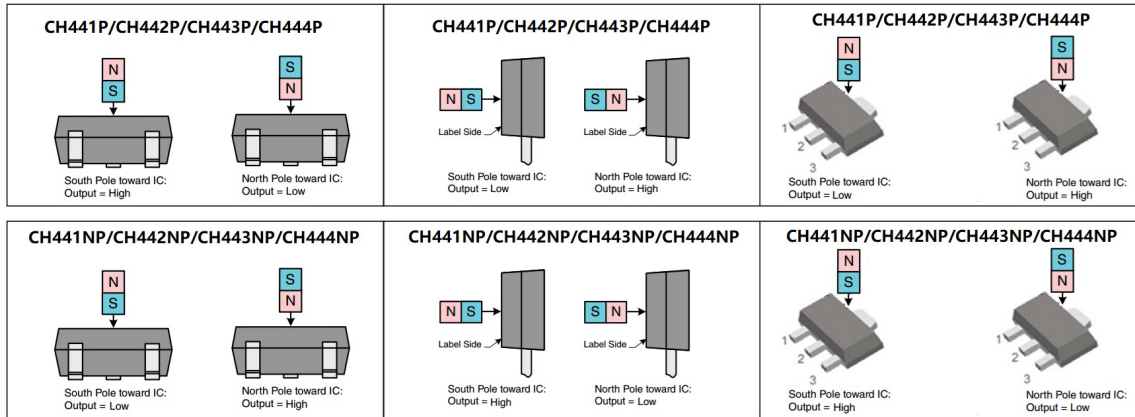 CH441P/CH442P/CH443P/CH444P
N
S
S
N
South Pole toward IC:
Output = High
North Pole toward IC:
Output = Low
CH441P/CH442P/CH443P/CH444P
N S
S N
Label Side
Label Side
South Pole toward IC:
Output = Low
North Pole toward IC:
Output = High
CH441P/CH442P/CH443P/CH444P
N
S
S
N
1
2
3
1
2
3
South Pole toward IC:
Output = Low
North Pole toward IC:
Output = High
CH441NP/CH442NP/CH443NP/CH444NP
N
S
S
N
South Pole toward IC:
Output = Low
North Pole toward IC:
Output = High
CH441NP/CH442NP/CH443NP/CH444NP
N S
S N
Label Side
Label Side
South Pole toward IC:
Output = High
North Pole toward IC:
Output = Low
CH441NP/CH442NP/CH443NP/CH444NP
N
S
S
N
1
2
3
1
2
3
South Pole toward IC:
Output = High
North Pole toward IC:
Output = Low